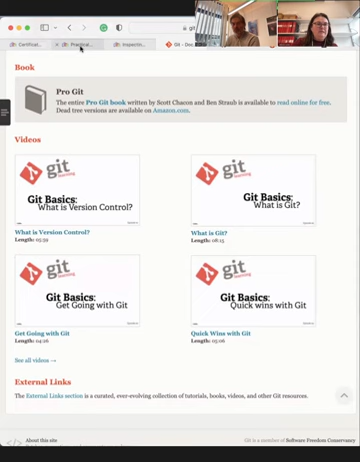 Certificat...
Practical...
Inspectin...
Git - Doc...
Book
Pro Git
The entire Pro Git book written by Scott Chacon and Ben Straub is available to read online for free.
Dead tree versions are available on Amazon.com.
Videos
git
Git Basics:
What is Version Control?
What is Version Control?
Length: 05:59
git
Git Basics:
What is Git?
What is Git?
Length: 08:15
git
Git Basics:
Get Going with Git
Get Going with Git
Length: 04:26
git
Git Basics:
Quick wins with Git
Quick Wins with Git
Length: 05:06
See all videos →
External Links
The External Links section is a curated, ever-evolving collection of tutorials, books, videos, and other Git resources.
About this site
Git is a member of Software Freedom Conservancy